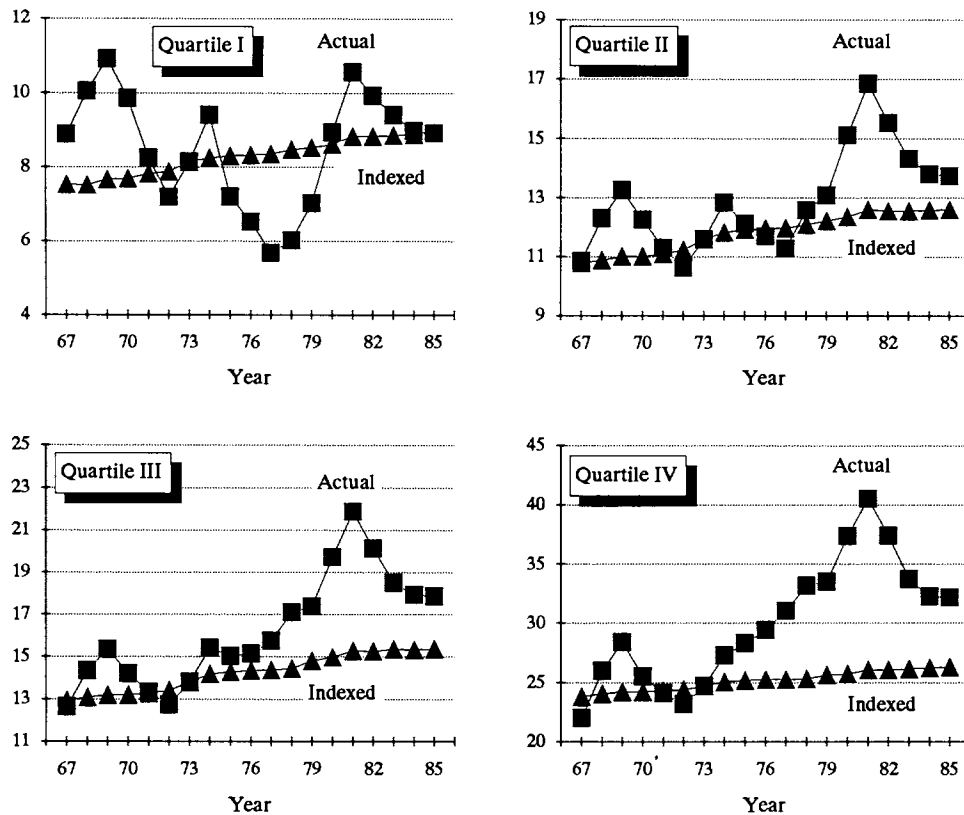 12
10
8
6
4
Quartile I
Actual
Indexed
67 70 73 76 79 82 85
Year
19
17
15
13
11
9
Quartile II
Actual
Indexed
67 70 73 76 79 82 85
Year
25
23
21
19
17
15
13
11
Quartile III
Actual
Indexed
67 70 73 76 79 82 85
Year
45
40
35
30
25
20
Quartile IV
Actual
Indexed
67 70 73 76 79 82 85
Year